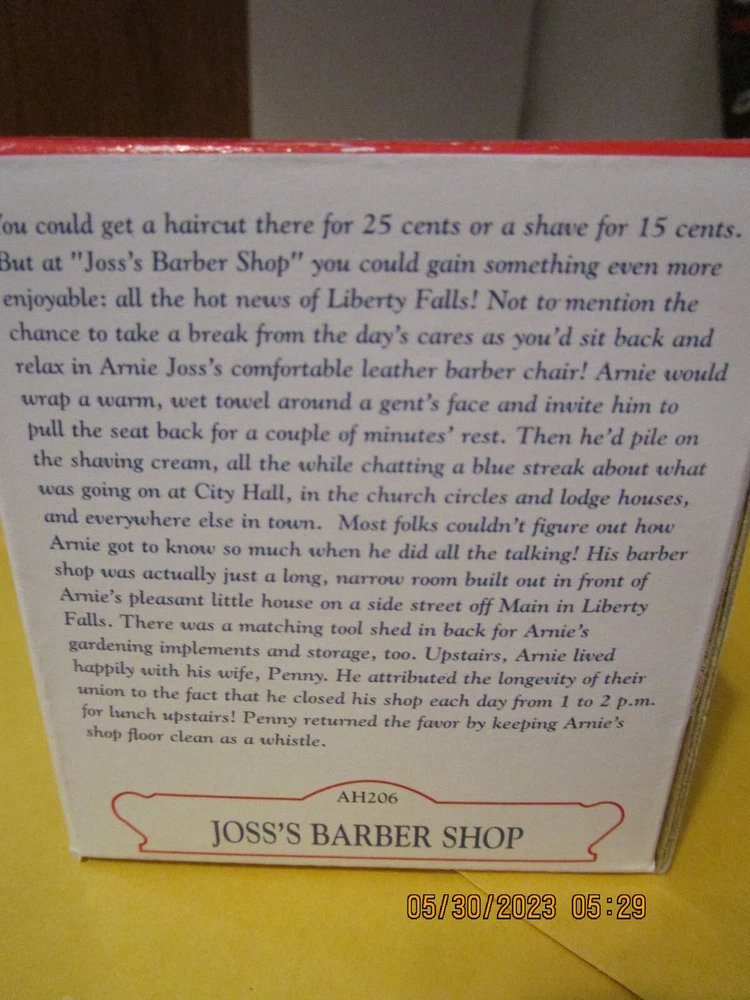 You could get a haircut there for 25 cents or a shave for 15 cents.
But at "Joss's Barber Shop" you could gain something even more
enjoyable: all the hot news of Liberty Falls! Not to mention the
chance to take a break from the day's cares as you'd sit back and
relax in Arnie Joss's comfortable leather barber chair! Arnie would
wrap a warm, wet towel around a gent's face and invite him to
pull the seat back for a couple of minutes' rest. Then he'd pile on
the shaving cream, all the while chatting a blue streak about what
was going on at City Hall, in the church circles and lodge houses,
and everywhere else in town. Most folks couldn't figure out how
Arnie got to know so much when he did all the talking! His barber
shop was actually just a long, narrow room built out in front of
Arnie's pleasant little house on a side street off Main in Liberty
Falls. There was a matching tool shed in back for Arnie's
gardening implements and storage, too. Upstairs, Arnie lived
happily with his wife, Penny. He attributed the longevity of their
union to the fact that he closed his shop each day from 1 to 2 p.m.
for lunch upstairs! Penny returned the favor by keeping Arnie's
shop floor clean as a whistle.
AH206
JOSS'S BARBER SHOP
05/30/2023 05:29